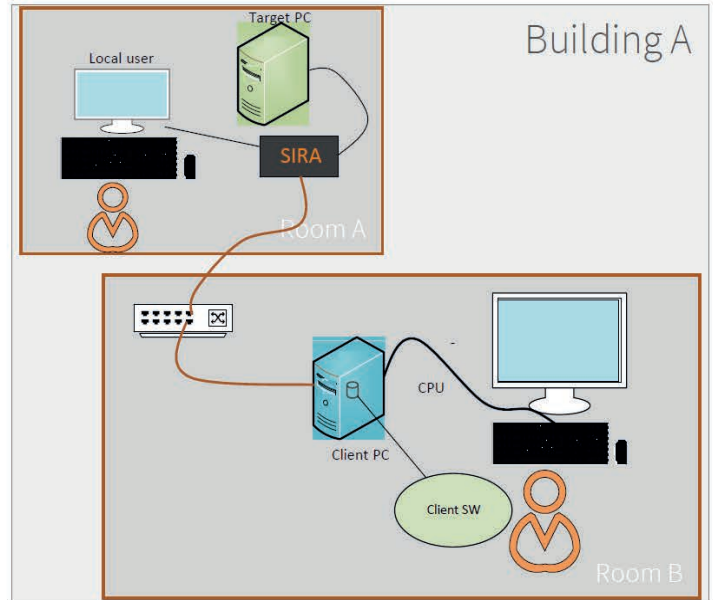 Building A
Target PC
Local user
SIRA
Room A
CPU
Client PC
Client SW
Room B